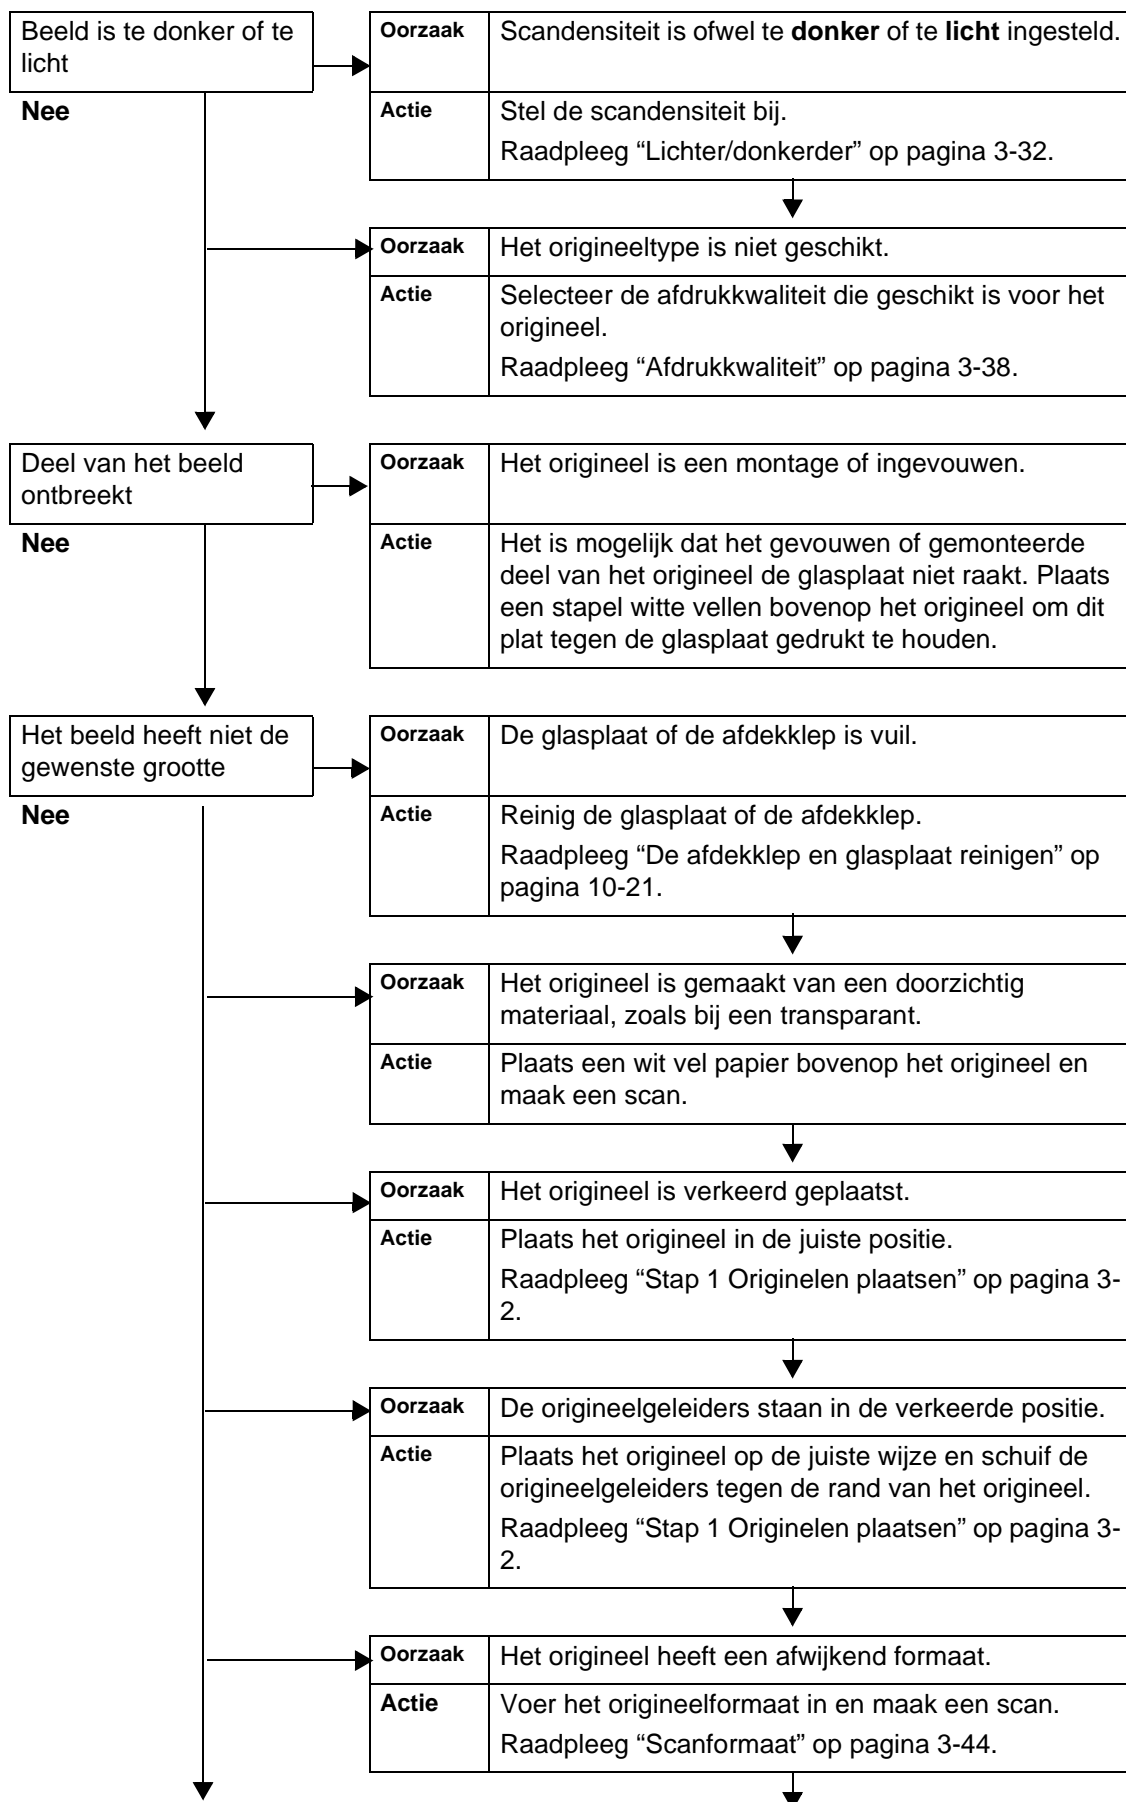 Beeld is te donker of te
licht
Oorzaak Scandensiteit is ofwel te donker of te licht ingesteld.
Nee
Actie Stel de scandensiteit bij.
Raadpleeg “Lichter/donkerder” op pagina 3-32.
Oorzaak Het origineeltype is niet geschikt.
Actie Selecteer de afdrukkwaliteit die geschikt is voor het
origineel.
Raadpleeg “Afdrukkwaliteit” op pagina 3-38.
Deel van het beeld
ontbreekt
Oorzaak Het origineel is een montage of ingevouwen.
Nee
Actie Het is mogelijk dat het gevouwen of gemonteerde
deel van het origineel de glasplaat niet raakt. Plaats
een stapel witte vellen bovenop het origineel om dit
plat tegen de glasplaat gedrukt te houden.
Het beeld heeft niet de
gewenste grootte
Oorzaak De glasplaat of de afdekklep is vuil.
Nee
Actie Reinig de glasplaat of de afdekklep.
Raadpleeg “De afdekklep en glasplaat reinigen” op
pagina 10-21.
Oorzaak Het origineel is gemaakt van een doorzichtig
materiaal, zoals bij een transparant.
Actie Plaats een wit vel papier bovenop het origineel en
maak een scan.
Oorzaak Het origineel is verkeerd geplaatst.
Actie Plaats het origineel in de juiste positie.
Raadpleeg “Stap 1 Originelen plaatsen” op pagina 3-
2.
Oorzaak De origineelgeleiders staan in de verkeerde positie.
Actie Plaats het origineel op de juiste wijze en schuif de
origineelgeleiders tegen de rand van het origineel.
Raadpleeg “Stap 1 Originelen plaatsen” op pagina 3-
2.
Oorzaak Het origineel heeft een afwijkend formaat.
Actie Voer het origineelformaat in en maak een scan.
Raadpleeg “Scanformaat” op pagina 3-44.